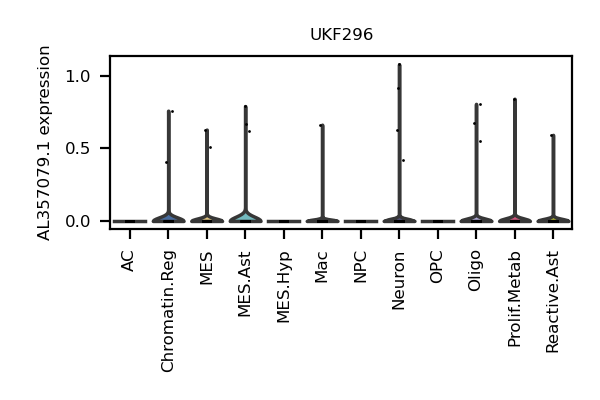 UKF296
AL357079.1 expression
1.0
0.5
0.0
AC
Chromatin.Reg
MES
MES.Ast
MES.Hyp
Mac
NPC
Neuron
OPC
Oligo
Prolif.Metab
Reactive.Ast